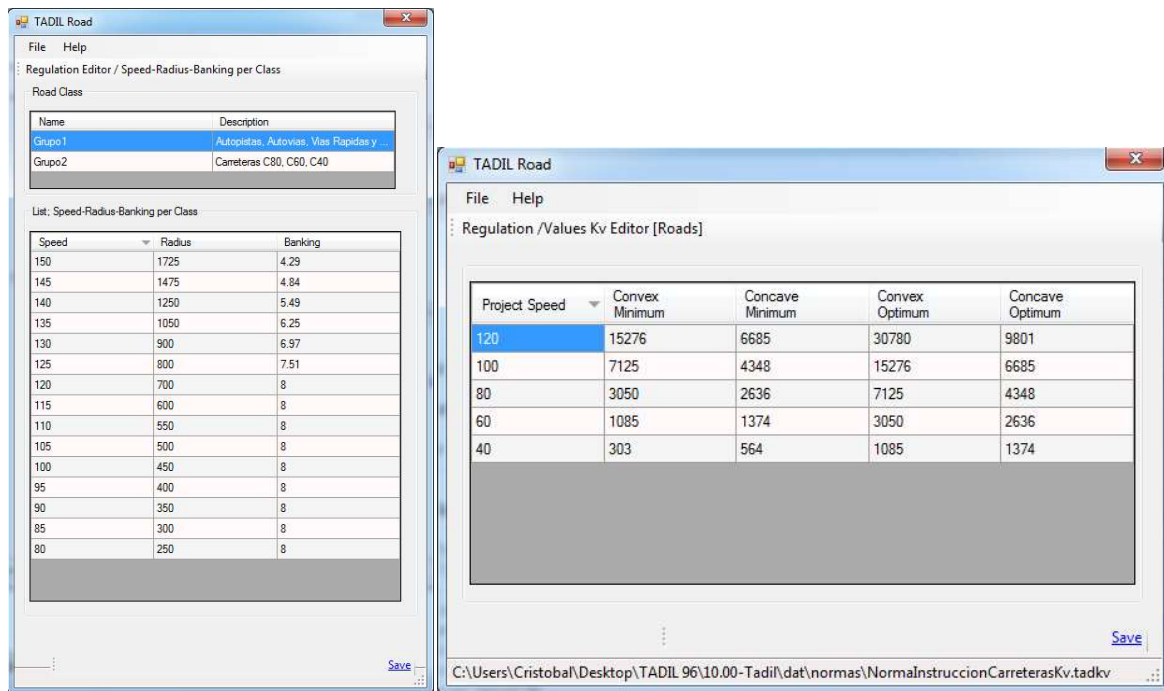 TADIL Road
File Help
Regulation Editor / Speed-Radius-Banking per Class
Road Class
Name Description
Grupo1 Autopistas, Autovias, Vias Rapidas y ...
Grupo2 Carreteras C80, C60, C40
List; Speed-Radius-Banking per Class
Speed Radius Banking
150 1725 4.29
145 1475 4.84
140 1250 5.49
135 1050 6.25
130 900 6.97
125 800 7.51
120 700 8
115 600 8
110 550 8
105 500 8
100 450 8
95 400 8
90 350 8
85 300 8
80 250 8
Save
TADIL Road
File Help
Regulation /Values Kv Editor [Roads]
Project Speed Convex Minimum Concave Minimum Convex Optimum Concave Optimum
120 15276 6685 30780 9801
100 7125 4348 15276 6685
80 3050 2636 7125 4348
60 1085 1374 3050 2636
40 303 564 1085 1374
Save
C:\Users\Cristobal\Desktop\TADIL 96\10.00-Tadil\dat\normas\NormaInstruccionCarreterasKv.tadkv